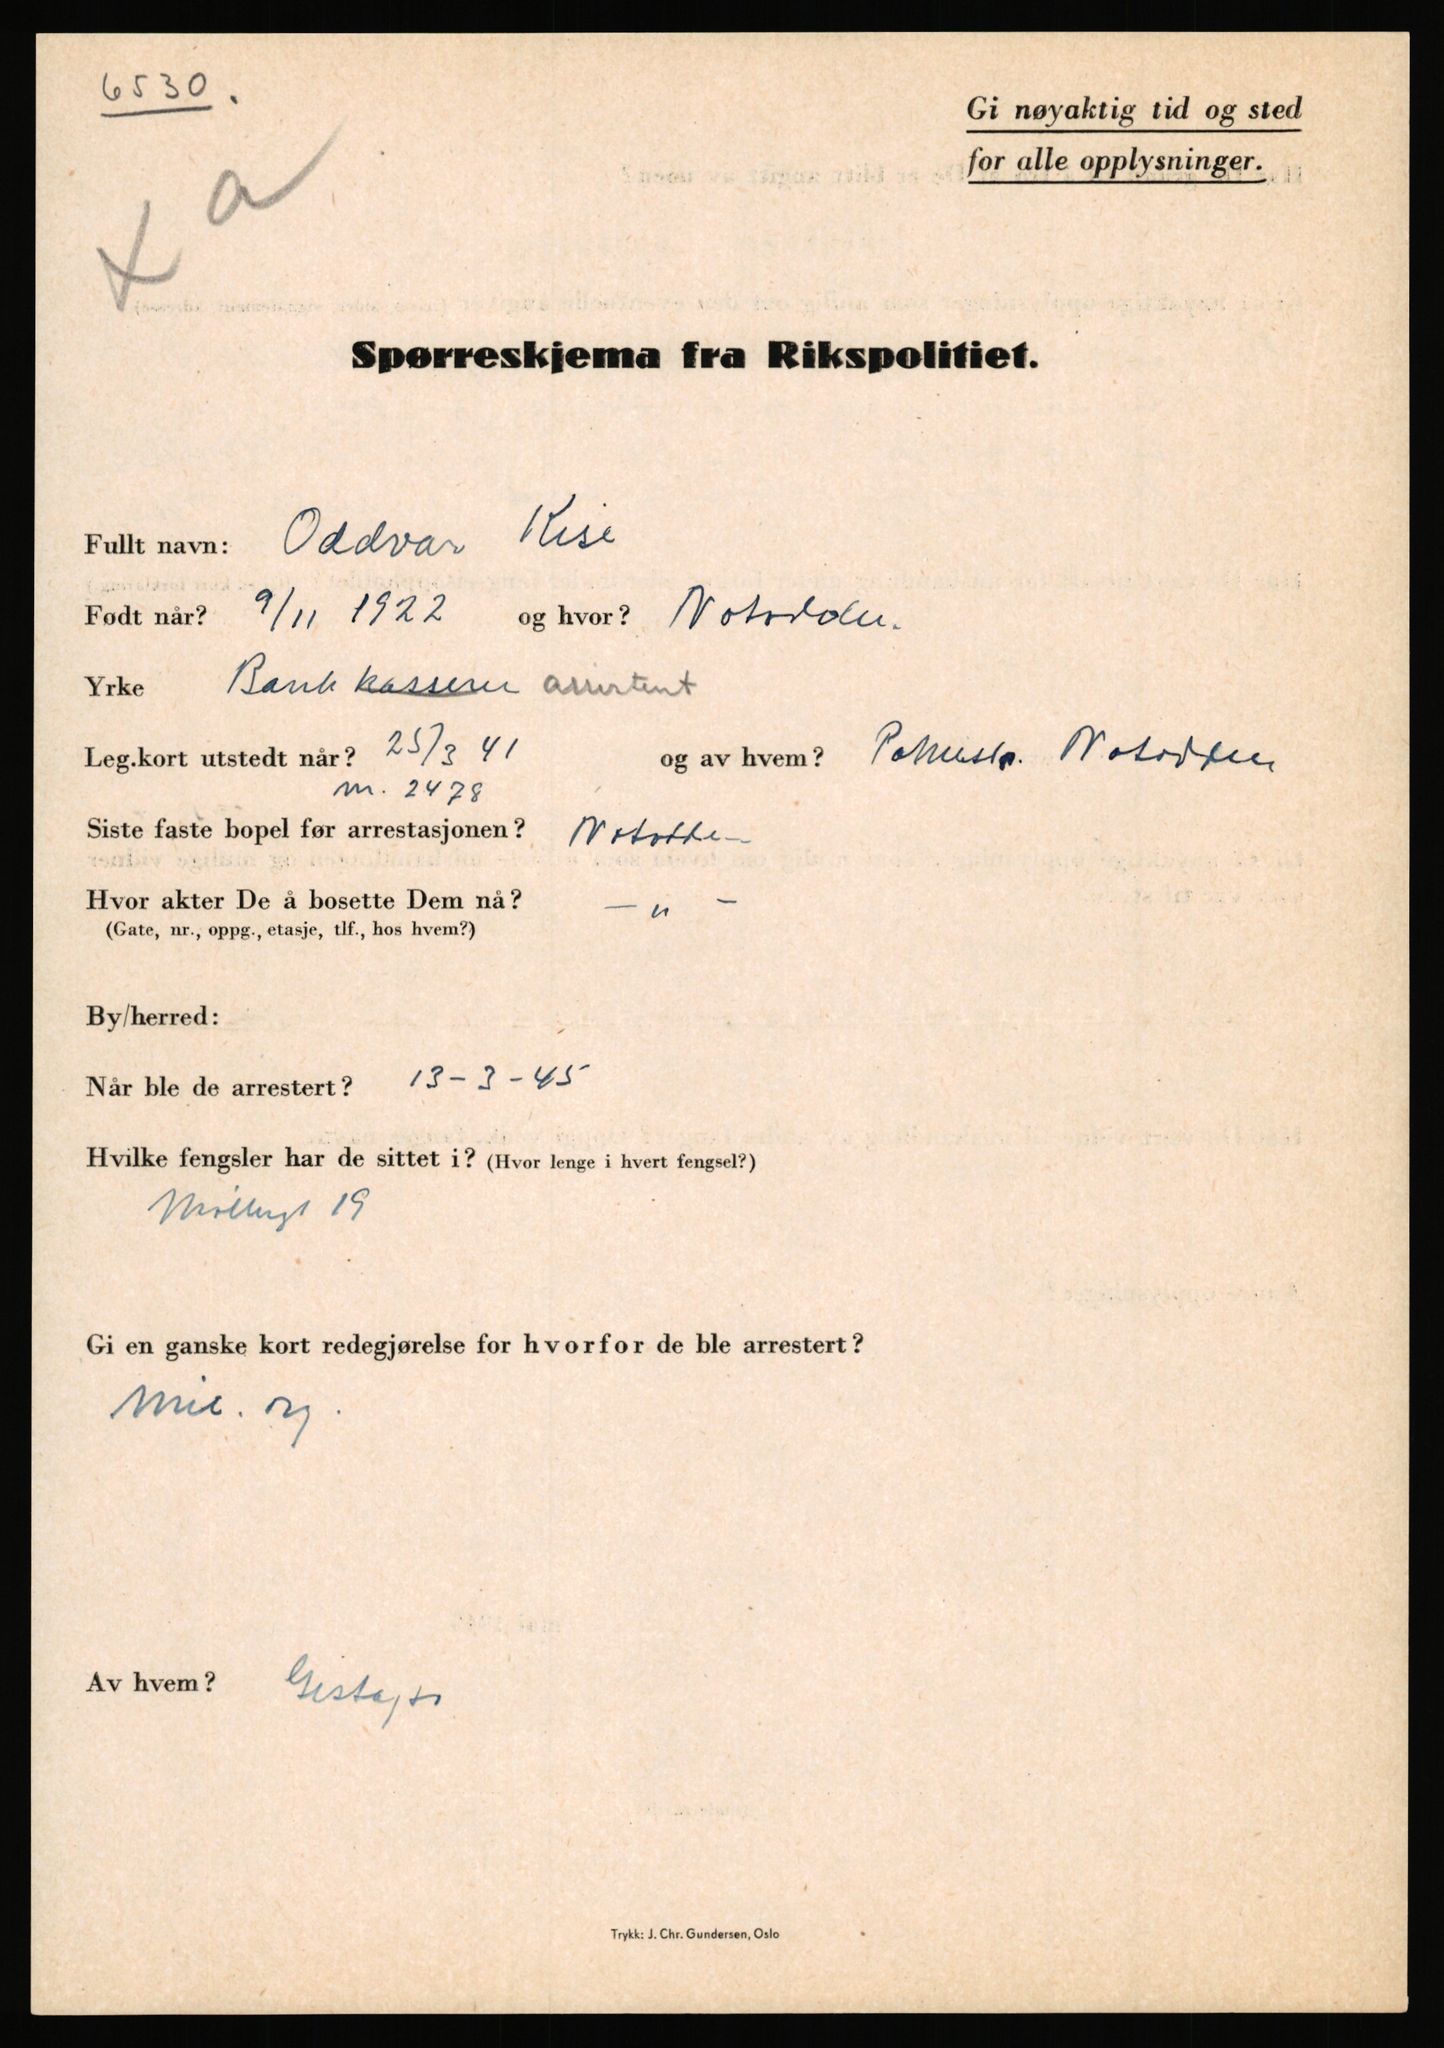 6530.
Gi nøyaktig tid og sted
for alle opplysninger.
a
x
Spørreskjema fra Rikspolitiet.
Fullt navn: Oddvar Kise
Født når? 9/11 1922 og hvor? Notodden.
Yrke Bank kasserer assistent
Leg.kort utstedt når? 25/3 41 og av hvem? Notodden
nr. 2478
Siste faste bopel før arrestasjonen? Notodden
Hvor akter De å bosette Dem nå? — " —
(Gate, nr., oppg., etasje, tlf., hos hvem?)
By/herred:
Når ble de arrestert? 13-3-45
Hvilke fengsler har de sittet i? (Hvor lenge i hvert fengsel?)
Møllergt 19
Gi en ganske kort redegjørelse for hvorfor de ble arrestert?
Mil. org.
Av hvem? Gestapo
Trykk: J. Chr. Gundersen, Oslo